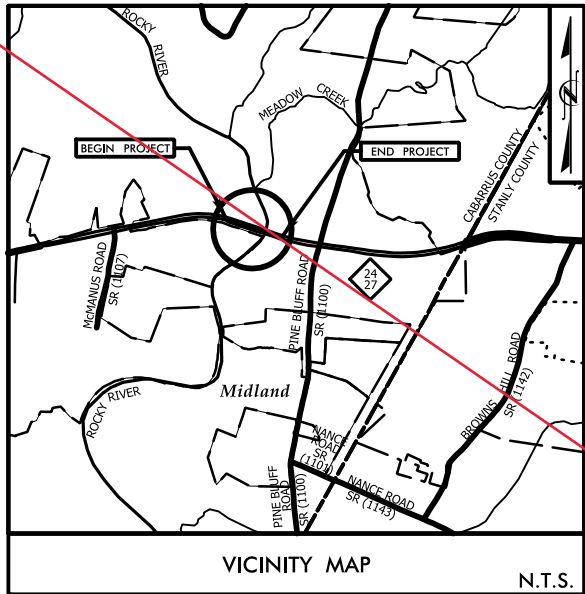 ROCKY
RIVER
MEADOW CREEK
BEGIN PROJECT
END PROJECT
CABARRUS COUNTY
STANLY COUNTY
N
McMANUS ROAD
SR (1107)
PINE BLUFF ROAD
SR (1100)
24
27
ROCKY RIVER
Midland
BROWNS HILL ROAD
SR (1142)
NANCE
ROAD
SR
(1101)
PINE BLUFF
ROAD
SR (1100)
NANCE ROAD
SR (1143)
VICINITY MAP
N.T.S.